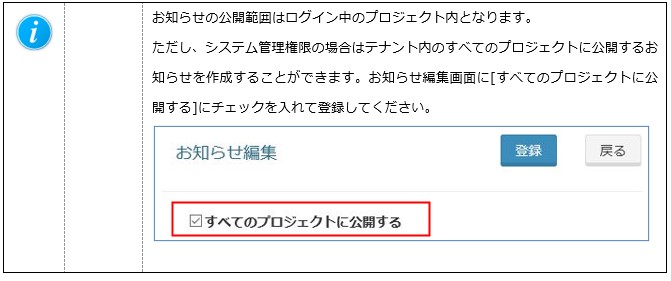 お知らせの公開範囲はログイン中のプロジェクト内となります。
ただし、システム管理権限の場合はテナント内のすべてのプロジェクトに公開するお
知らせを作成することができます。お知らせ編集画面に[すべてのプロジェクトに公
開する]にチェックを入れて登録してください。
お知らせ編集 登録 戻る
すべてのプロジェクトに公開する